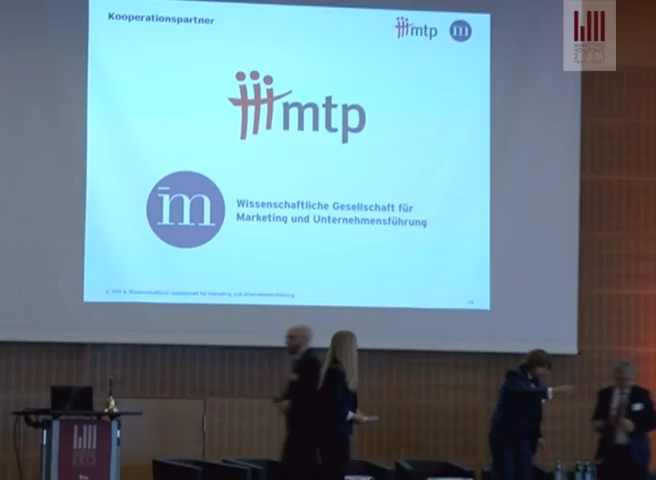 Kooperationspartner
mtp m
mtp
m Wissenschaftliche Gesellschaft für
Marketing und Unternehmensführung